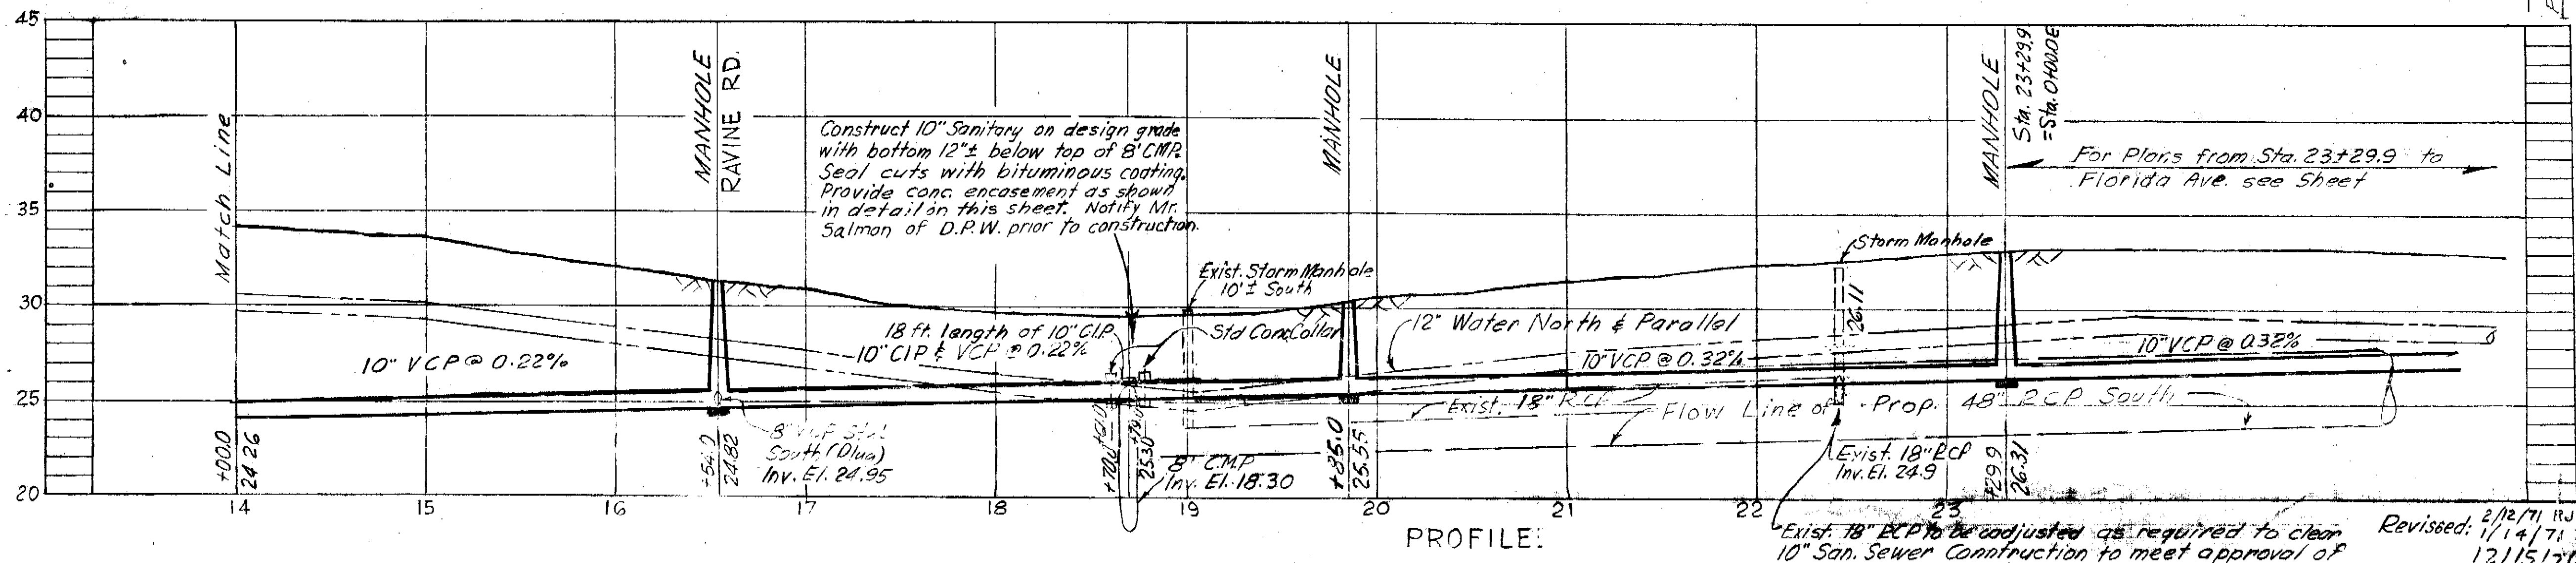 45
40
35
30
25
20
Match Line
MANHOLE
RAVINE RD.
Construct 10" Sanitary on design grade
with bottom 12"± below top of 8' CMP.
Seal cuts with bituminous coating.
Provide conc. encasement as shown
in detail on this sheet. Notify Mr.
Salmon of D.P.W. prior to construction.
MANHOLE
MANHOLE
Sta. 23+29.9
=Sta. 0+00.0E
For Plans from Sta. 23+29.9 to
Florida Ave. see Sheet
Storm Manhole
26.11
Exist. Storm Manhole
10'± South
18 ft. length of 10" C.I.P.
Std Conc. Collar
10" CIP & VCP @ 0.22%
12" Water North & Parallel
10" VCP @ 0.22%
10" VCP @ 0.32%
10" VCP @ 0.32%
Exist. 18" RCP
Flow Line of Prop. 48" RCP South
8" VCP Stub
South (Plug)
Inv. El. 24.95
8' CMP
Inv. El. 18.30
Exist. 18" RCP
Inv. El. 24.9
+00.0
24.26
+54.0
24.82
25.30
+85.0
25.55
+29.9
26.31
14 15 16 17 18 19 20 21 22 23
PROFILE:
Exist. 18" RCP to be adjusted as required to clear
10" San. Sewer Conntruction to meet approval of
Revissed: 2/12/71
1/14/71